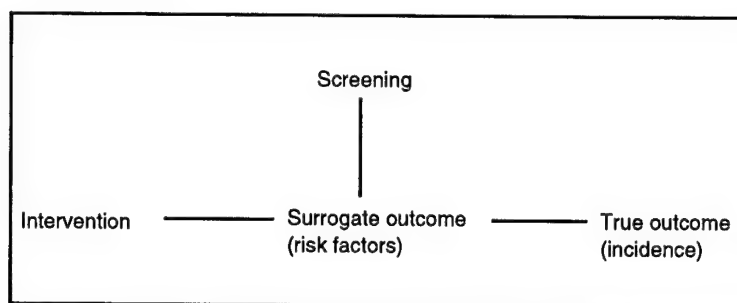 Screening
Intervention
Surrogate outcome
(risk factors)
True outcome
(incidence)